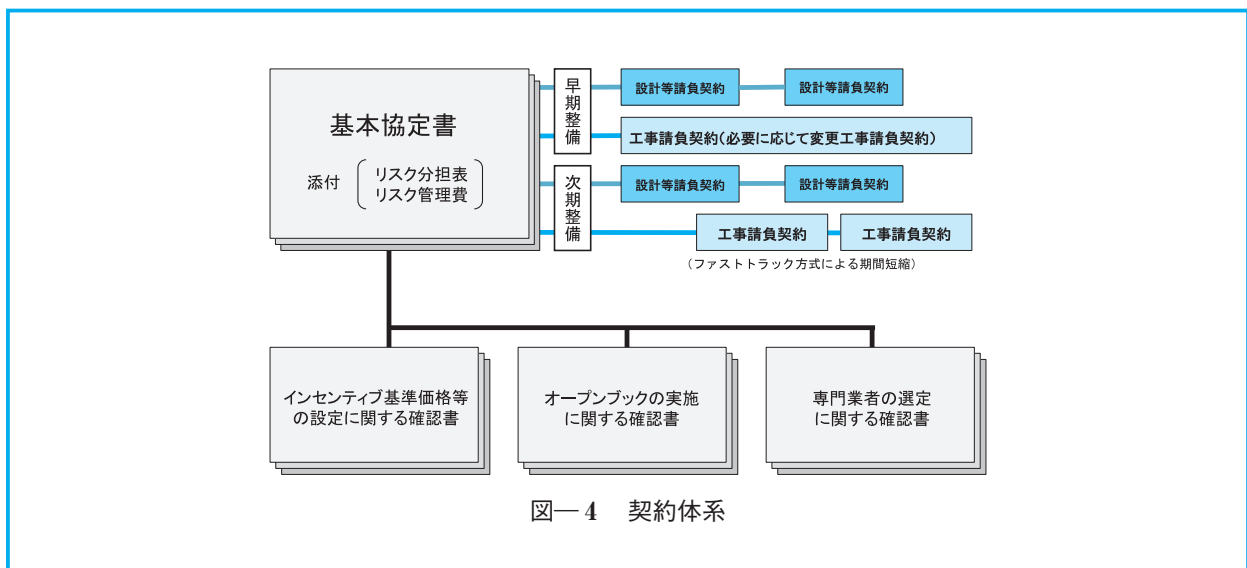 基本協定書
添付
リスク分担表
リスク管理費
早期整備
設計等請負契約
設計等請負契約
工事請負契約(必要に応じて変更工事請負契約)
次期整備
設計等請負契約
設計等請負契約
工事請負契約
工事請負契約
(ファストトラック方式による期間短縮)
インセンティブ基準価格等
の設定に関する確認書
オープンブックの実施
に関する確認書
専門業者の選定
に関する確認書
図―4 契約体系